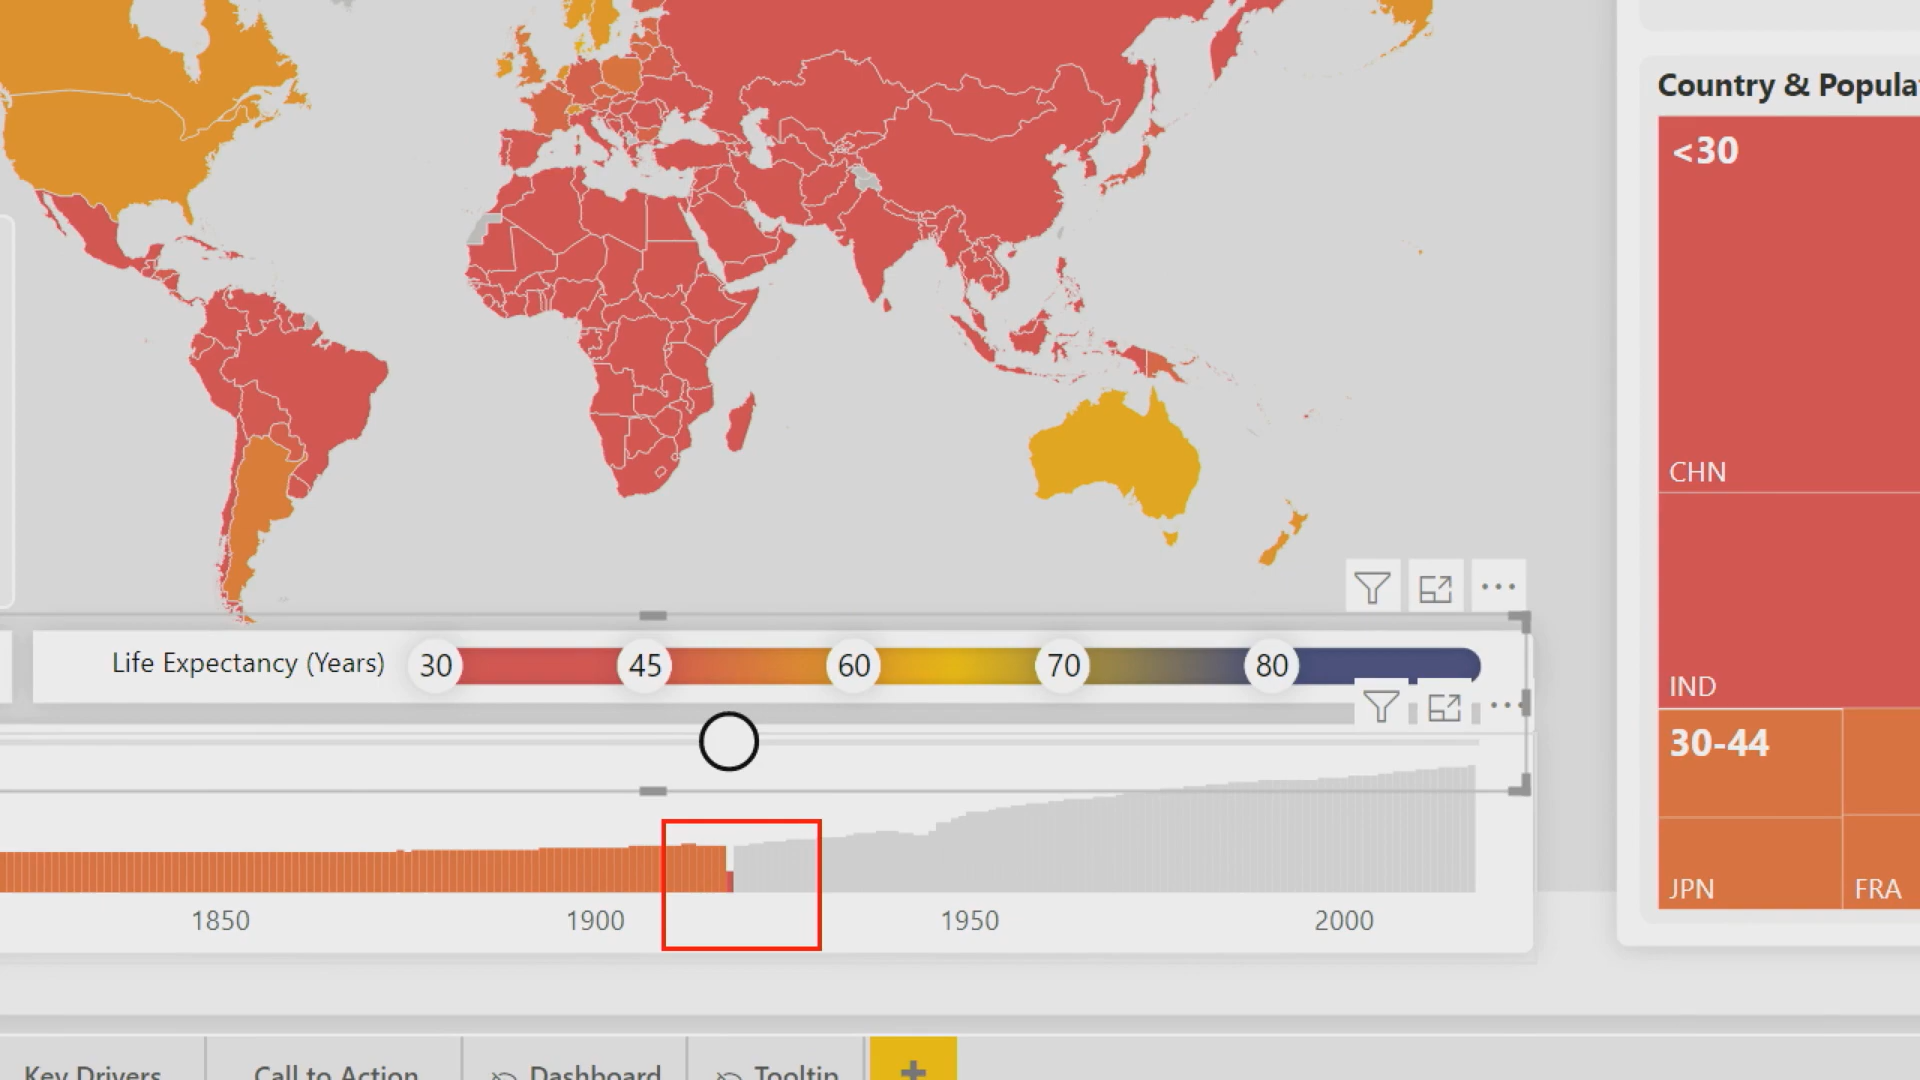 Country & Popula
<30
CHN
IND
30-44
JPN
FRA
Life Expectancy (Years)
30
45
60
70
80
1850
1900
1950
2000
Key Drivers
Call to Action
Dashboard
Tooltip
+